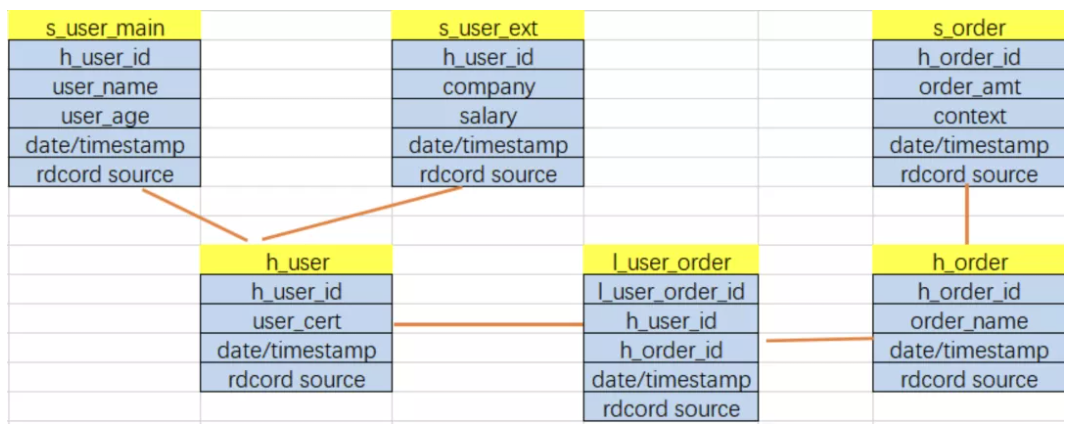 s_user_main
h_user_id
user_name
user_age
date/timestamp
rdcord source
s_user_ext
h_user_id
company
salary
date/timestamp
rdcord source
s_order
h_order_id
order_amt
context
date/timestamp
rdcord source
h_user
h_user_id
user_cert
date/timestamp
rdcord source
l_user_order
l_user_order_id
h_user_id
h_order_id
date/timestamp
rdcord source
h_order
h_order_id
order_name
date/timestamp
rdcord source